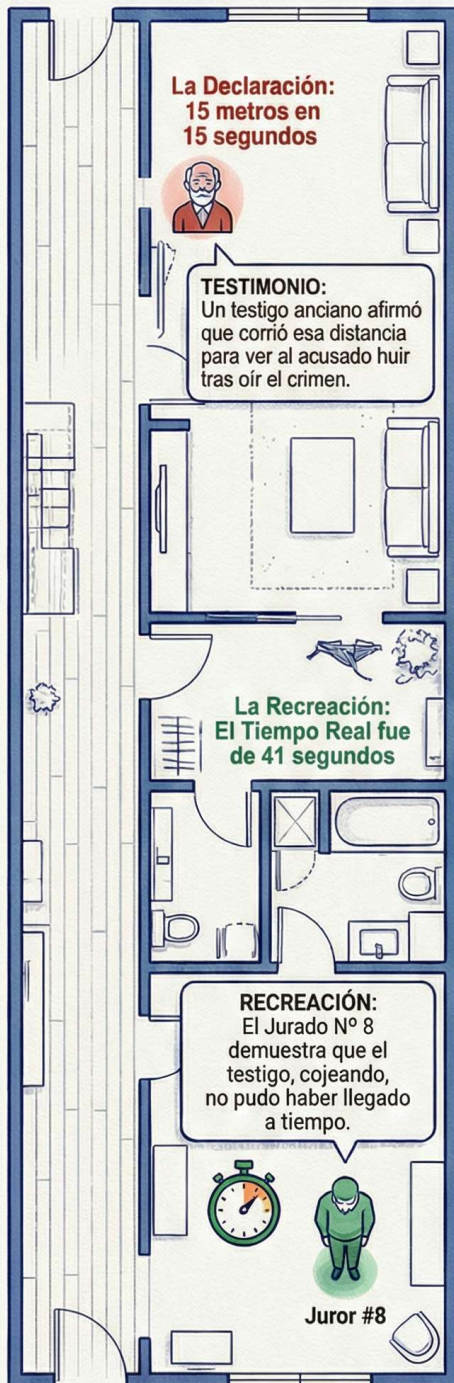 La Declaración:
15 metros en
15 segundos
TESTIMONIO:
Un testigo anciano afirmó
que corrió esa distancia
para ver al acusado huir
tras oír el crimen.
La Recreación:
El Tiempo Real fue
de 41 segundos
RECREACIÓN:
El Jurado Nº 8
demuestra que el
testigo, cojeando,
no pudo haber llegado
a tiempo.
Juror #8